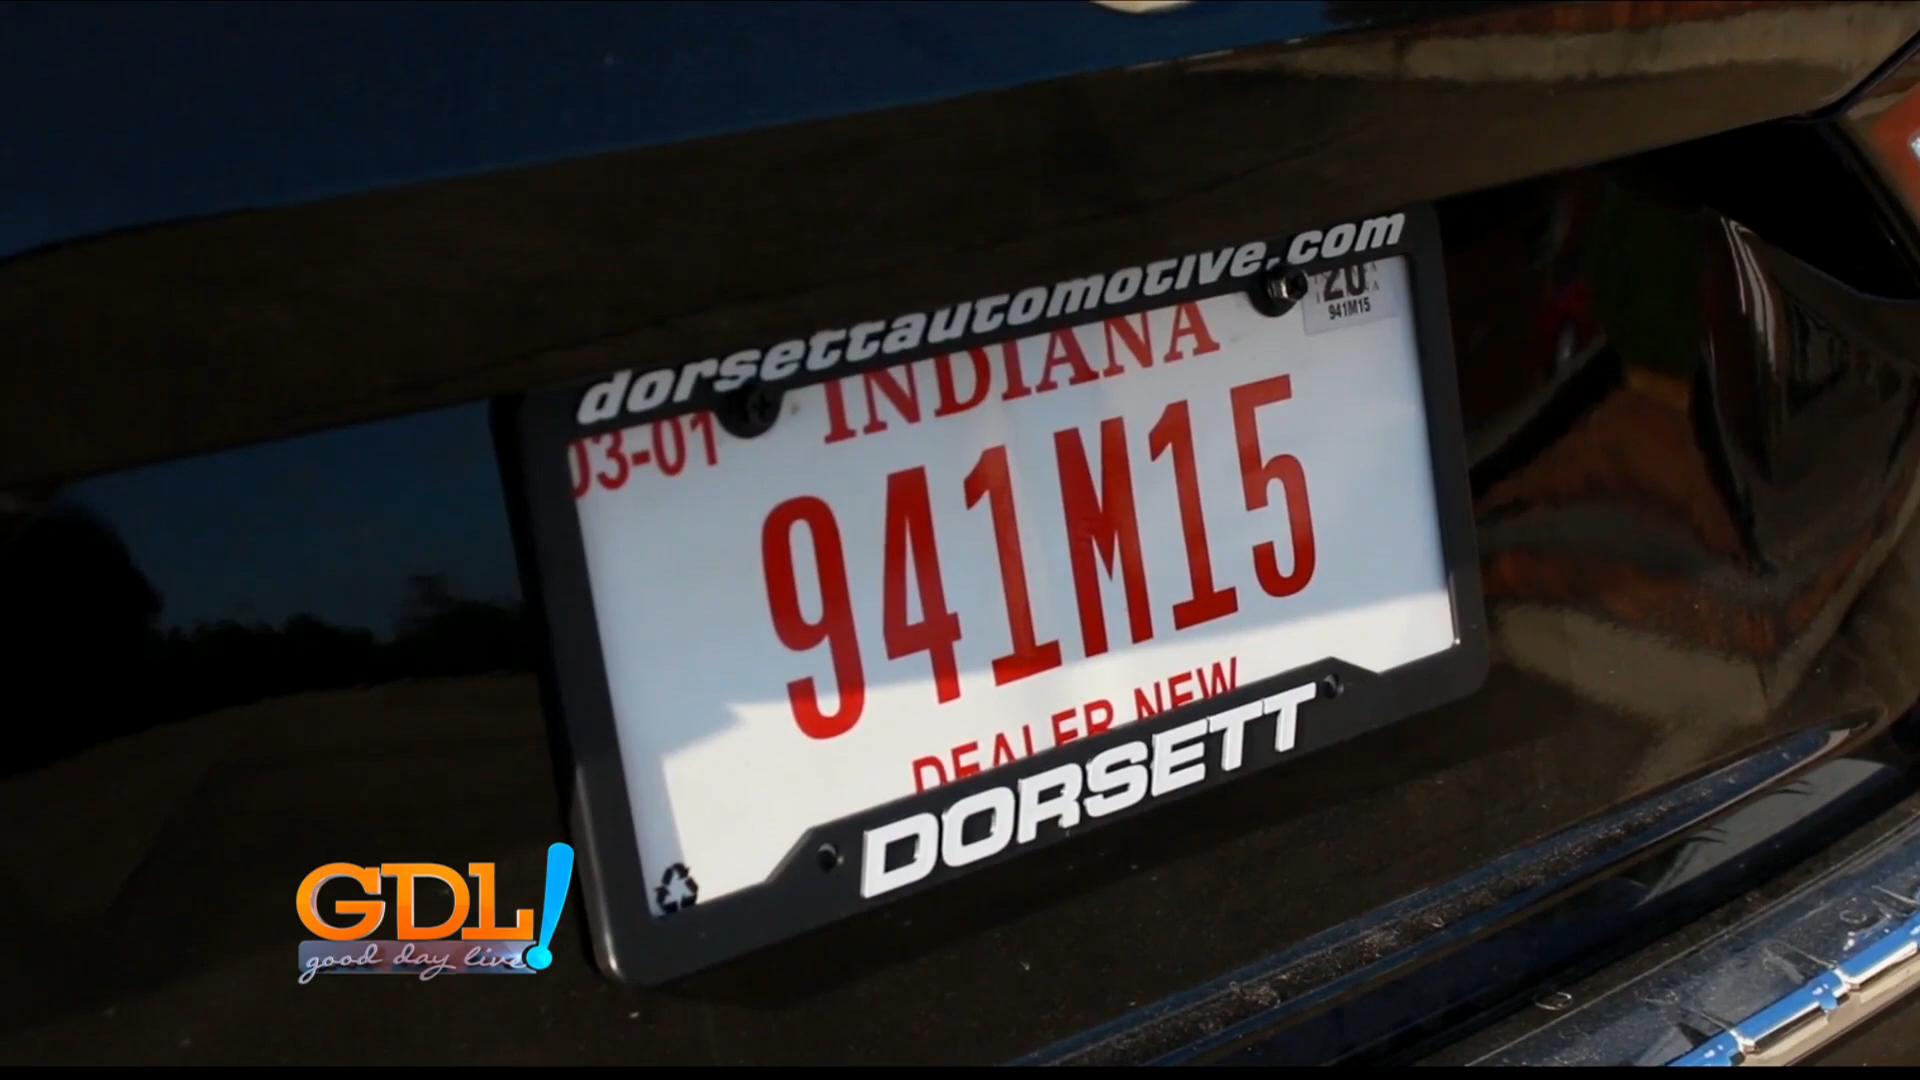 dorsettautomotive.com
03-01
INDIANA
20
941M15
941M15
DEALER NEW
DORSETT
GDL!
good day live